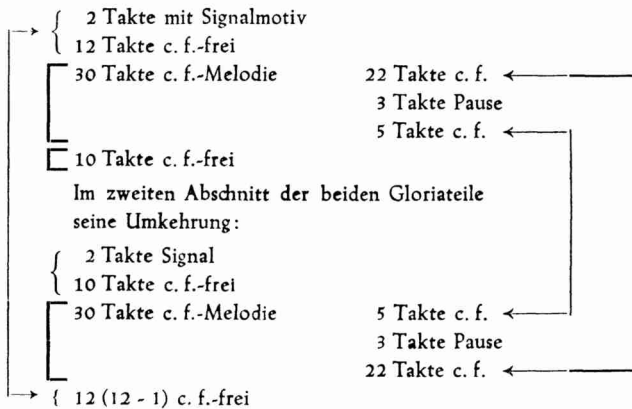 2 Takte mit Signalmotiv
12 Takte c. f.-frei
30 Takte c. f.-Melodie 22 Takte c. f.
3 Takte Pause
5 Takte c. f.
10 Takte c. f.-frei
Im zweiten Abschnitt der beiden Gloriateile
seine Umkehrung:
2 Takte Signal
10 Takte c. f.-frei
30 Takte c. f.-Melodie 5 Takte c. f.
3 Takte Pause
22 Takte c. f.
12 (12 - 1) c. f.-frei